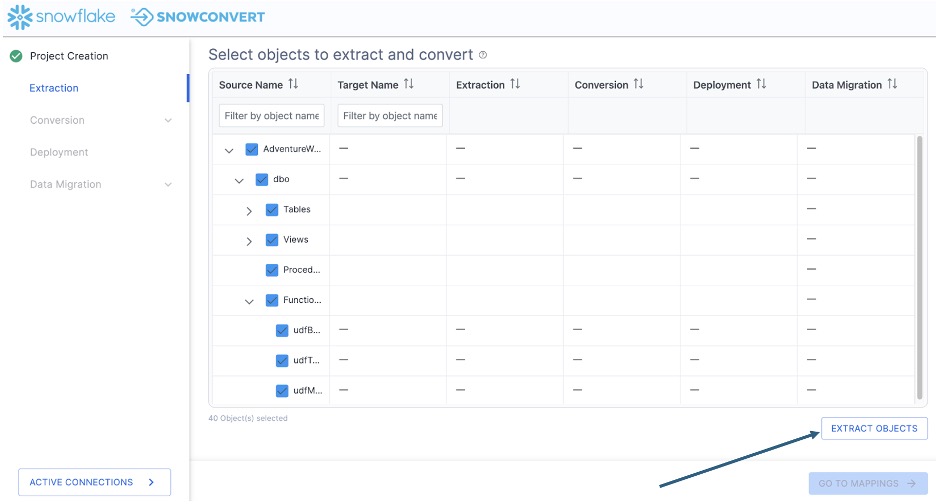 snowflake SNOWCONVERT
Project Creation
Extraction
Conversion
Deployment
Data Migration
Select objects to extract and convert
Source Name Target Name Extraction Conversion Deployment Data Migration
Filter by object name Filter by object name
AdventureW... — — — — —
dbo — — — — —
Tables —
Views —
Proced... —
Functio... —
udfB... — — — — —
udfT... — — — — —
udfM... — — — — —
40 Object(s) selected
EXTRACT OBJECTS
ACTIVE CONNECTIONS
GO TO MAPPINGS